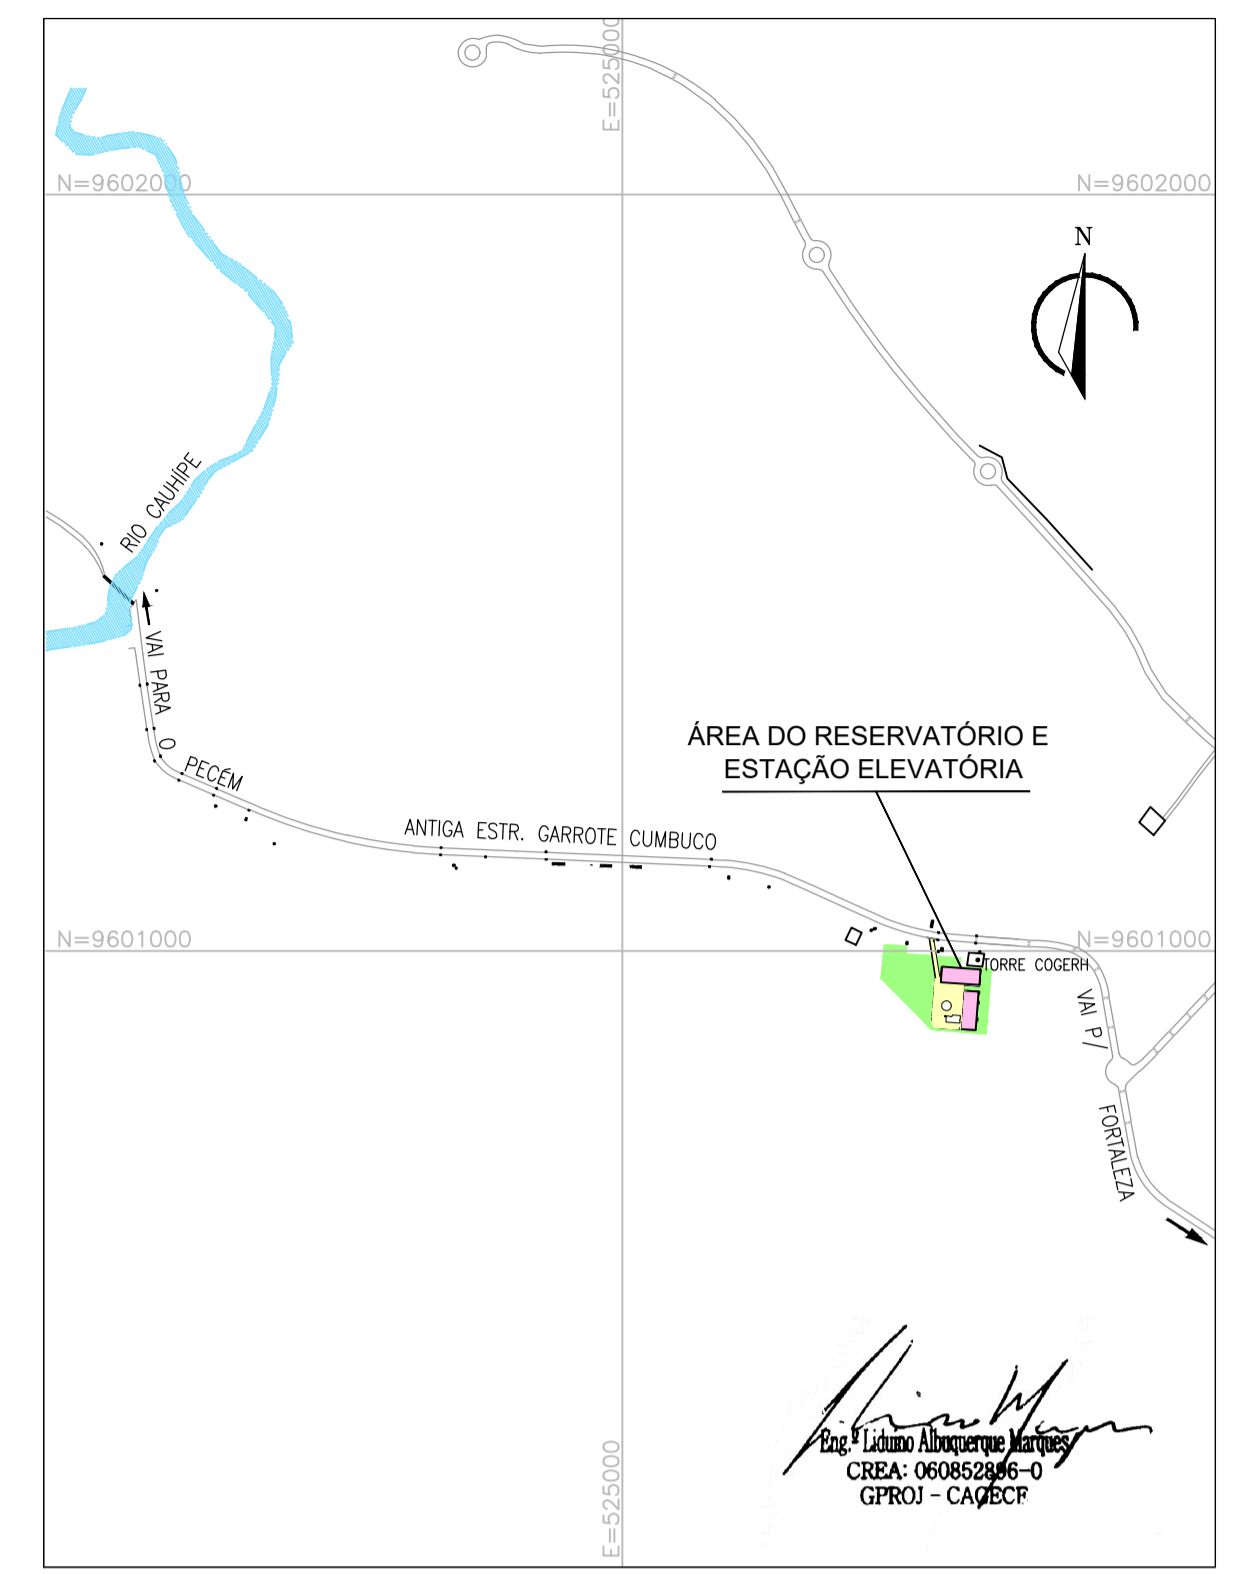 E=525000
N=9602000
N=9602000
N
RIO CAUHÍPE
VAI PARA O PECÉM
ÁREA DO RESERVATÓRIO E
ESTAÇÃO ELEVATÓRIA
ANTIGA ESTR. GARROTE CUMBUCO
N=9601000
N=9601000
TORRE COGERH
VAI P/
FORTALEZA
E=525000
Eng.º Liduino Albuquerque Marques
CREA: 060852896-0
GPROJ - CAGECE